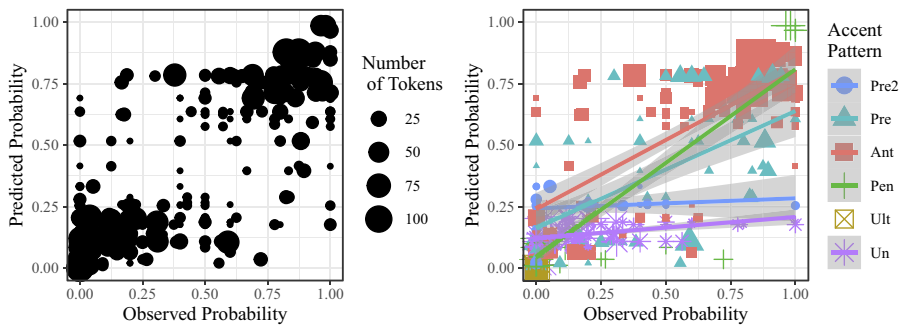 1.00
0.75
0.50
0.25
0.00
Predicted Probability
0.00 0.25 0.50 0.75 1.00
Observed Probability
Number
of Tokens
25
50
75
100
1.00
0.75
0.50
0.25
0.00
Predicted Probability
0.00 0.25 0.50 0.75 1.00
Observed Probability
Accent
Pattern
Pre2
Pre
Ant
Pen
Ult
Un